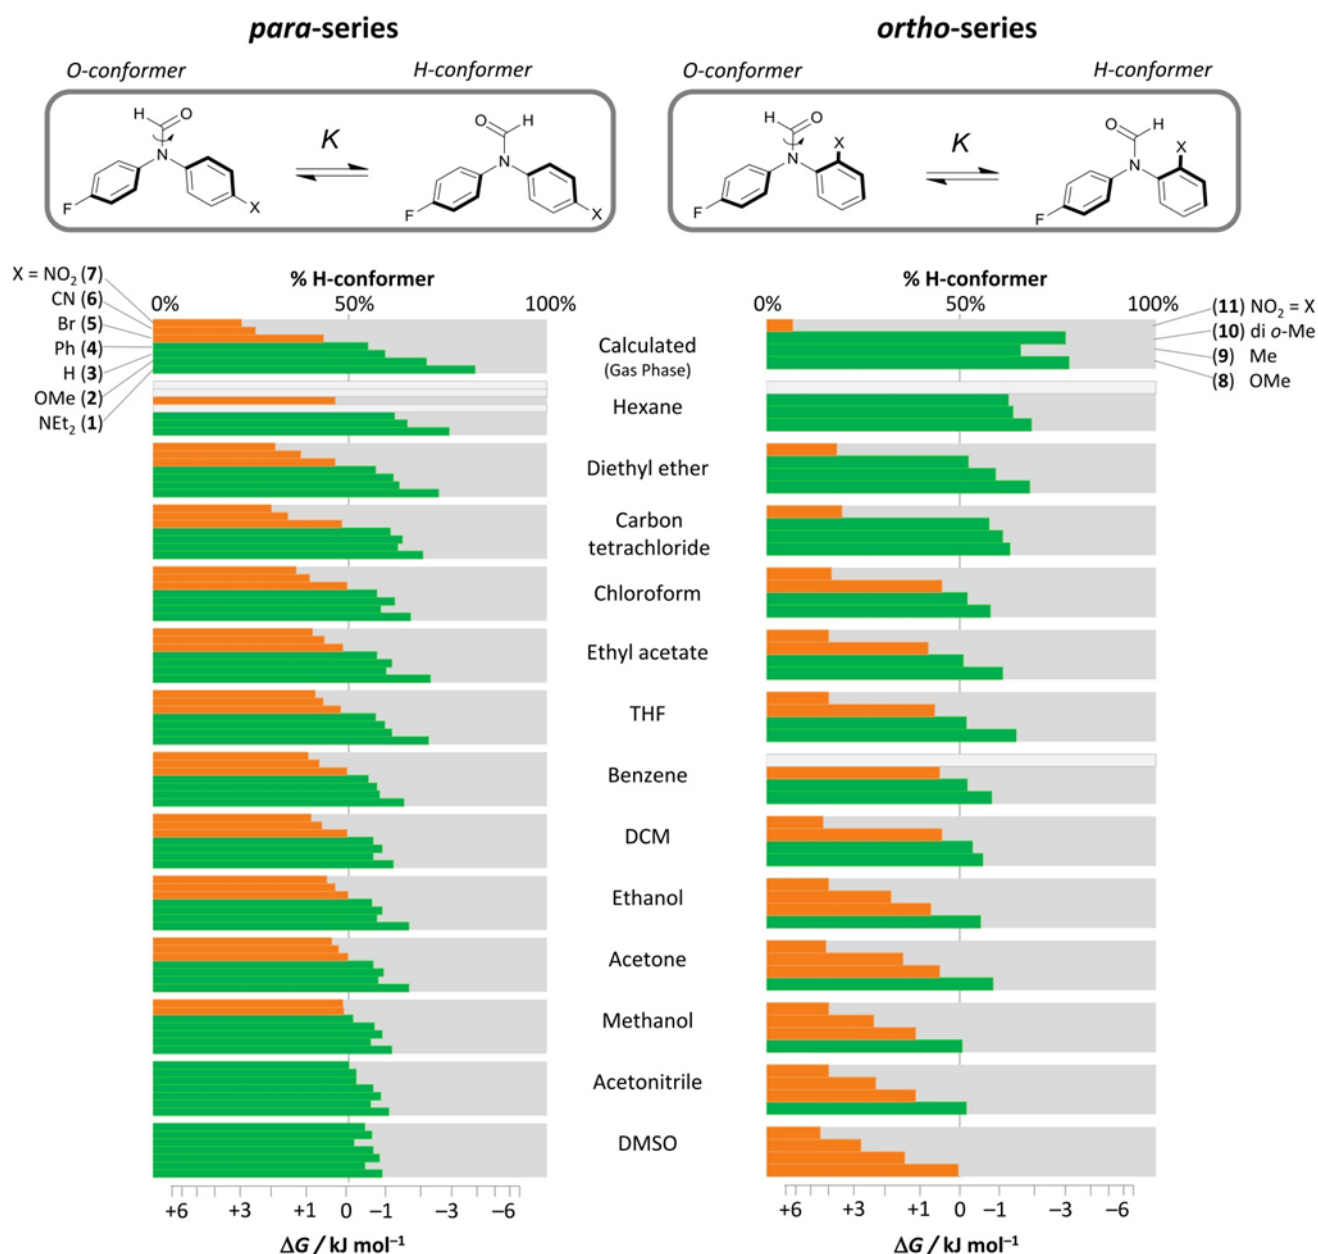 para-series
ortho-series
O-conformer
H-conformer
O-conformer
H-conformer
H
O
N
F
X
K
O
H
N
F
X
H
O
X
N
F
K
O
H
X
N
F
X = NO₂ (7)
CN (6)
Br (5)
Ph (4)
H (3)
OMe (2)
NEt₂ (1)
% H-conformer
0% 50% 100%
% H-conformer
0% 50% 100%
(11) NO₂ = X
(10) di o-Me
(9) Me
(8) OMe
Calculated
(Gas Phase)
Hexane
Diethyl ether
Carbon
tetrachloride
Chloroform
Ethyl acetate
THF
Benzene
DCM
Ethanol
Acetone
Methanol
Acetonitrile
DMSO
+6 +3 +1 0 −1 −3 −6
ΔG / kJ mol⁻¹
+6 +3 +1 0 −1 −3 −6
ΔG / kJ mol⁻¹